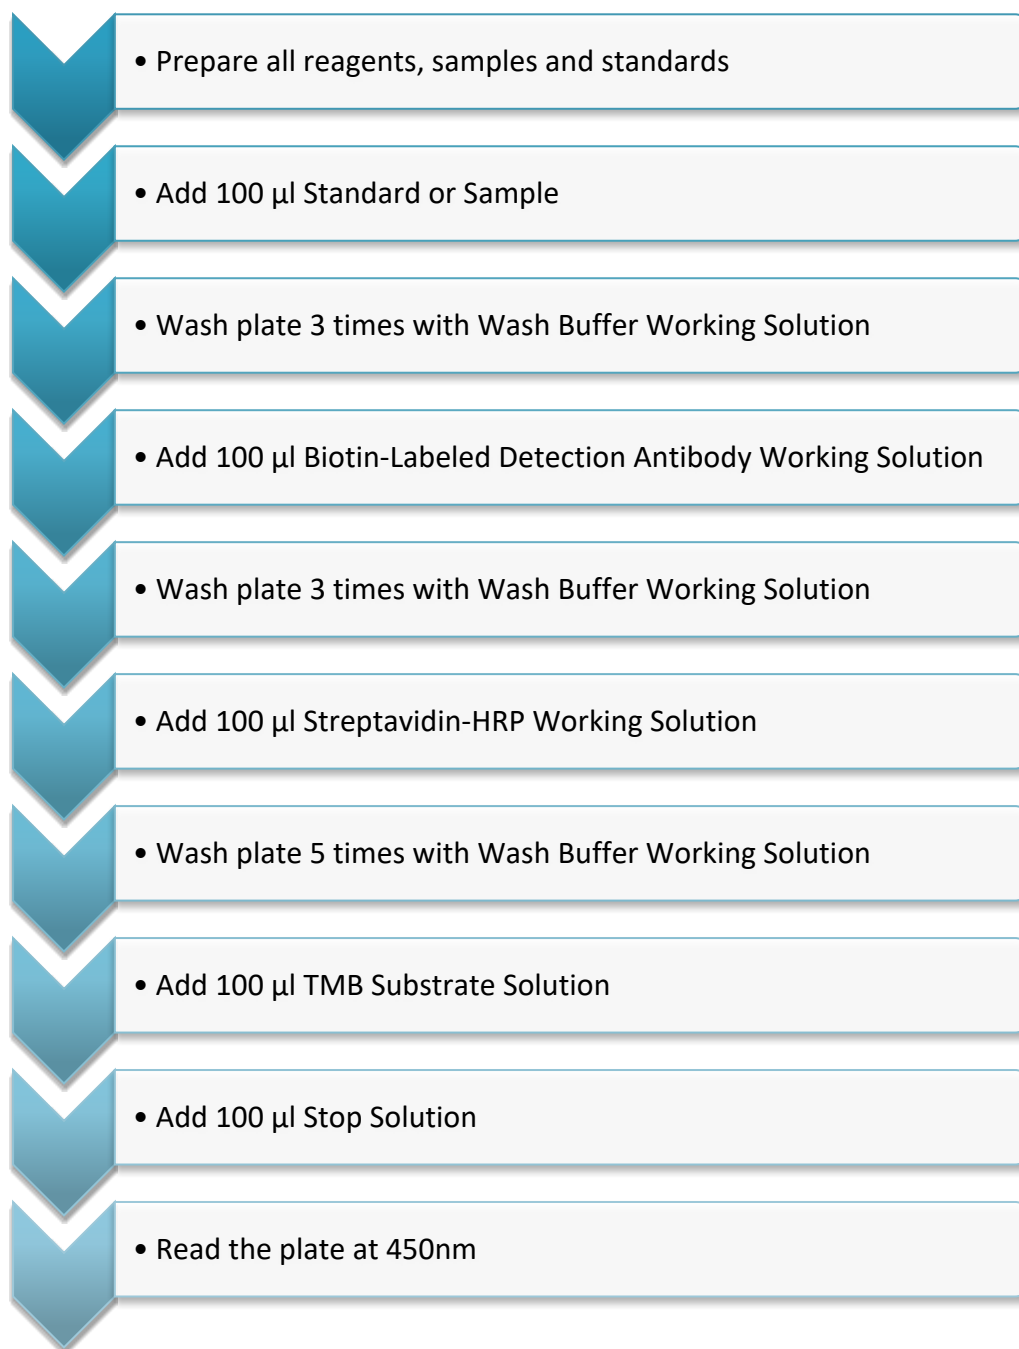 • Prepare all reagents, samples and standards
• Add 100 µl Standard or Sample
• Wash plate 3 times with Wash Buffer Working Solution
• Add 100 µl Biotin-Labeled Detection Antibody Working Solution
• Wash plate 3 times with Wash Buffer Working Solution
• Add 100 µl Streptavidin-HRP Working Solution
• Wash plate 5 times with Wash Buffer Working Solution
• Add 100 µl TMB Substrate Solution
• Add 100 µl Stop Solution
• Read the plate at 450nm